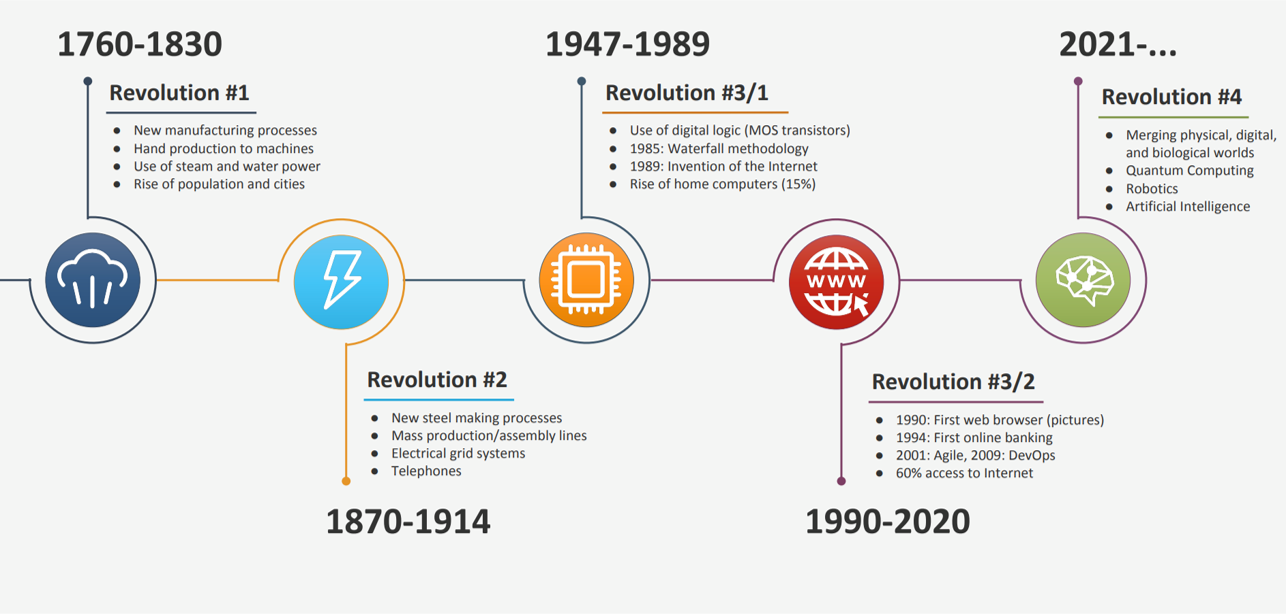 1760-1830
Revolution #1
● New manufacturing processes
● Hand production to machines
● Use of steam and water power
● Rise of population and cities
Revolution #2
● New steel making processes
● Mass production/assembly lines
● Electrical grid systems
● Telephones
1870-1914
1947-1989
Revolution #3/1
● Use of digital logic (MOS transistors)
● 1985: Waterfall methodology
● 1989: Invention of the Internet
● Rise of home computers (15%)
www
Revolution #3/2
● 1990: First web browser (pictures)
● 1994: First online banking
● 2001: Agile, 2009: DevOps
● 60% access to Internet
1990-2020
2021-...
Revolution #4
● Merging physical, digital,
and biological worlds
● Quantum Computing
● Robotics
● Artificial Intelligence